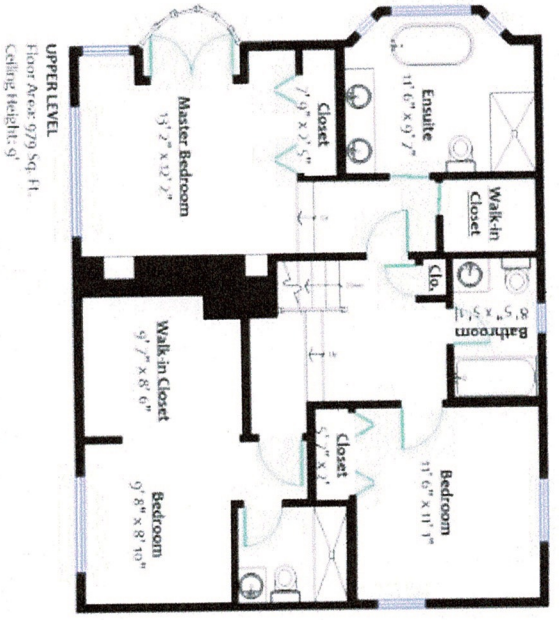 Ensuite
11' 6" x 9' 7"
Closet
7' 9" x 2' 5"
Master Bedroom
13' 2" x 12' 2"
Walk-in
Closet
Clo.
Bathroom
8' 5" x 5' 1"
Walk-in Closet
9' 7" x 8' 6"
Closet
5' 7" x 2'
Bedroom
11' 6" x 11' 1"
Bedroom
9' 8" x 8' 10"
UPPER LEVEL
Floor Area: 979 Sq. Ft.
Ceiling Height: 9'